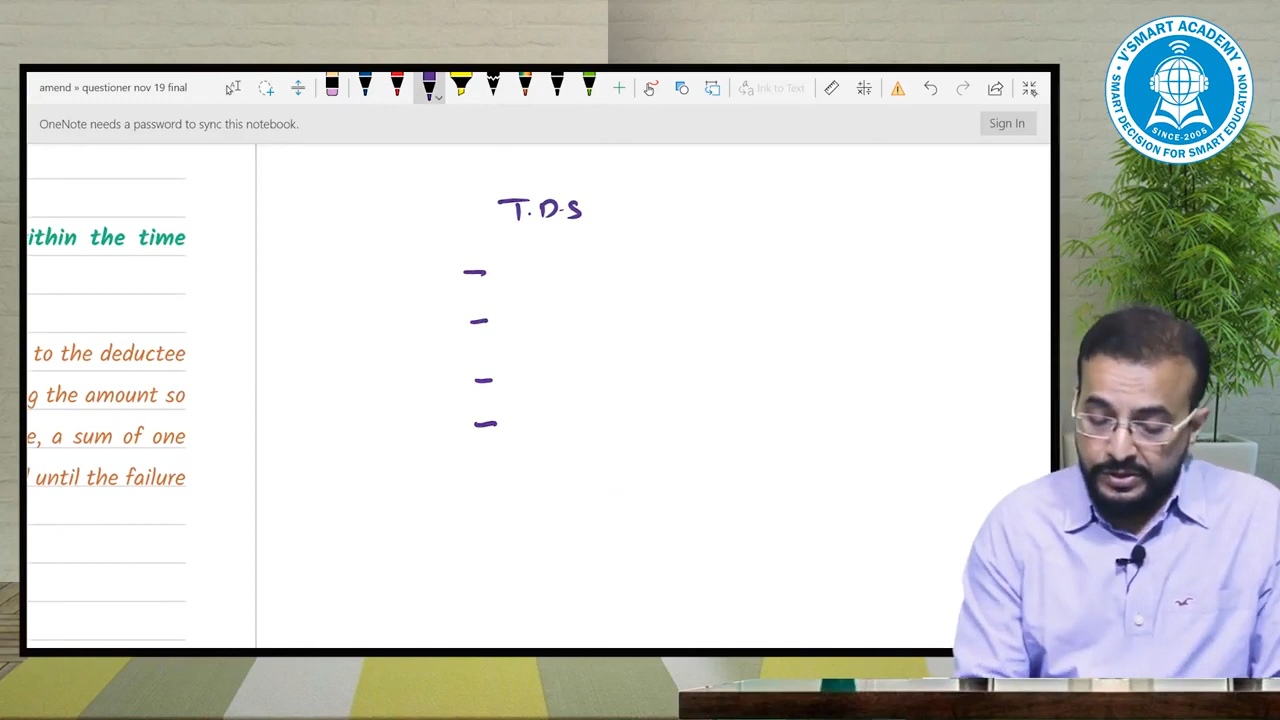 V'SMART ACADEMY
SINCE-2005
SMART DECISION FOR SMART EDUCATION
amend » questioner nov 19 final
Ink to Text
OneNote needs a password to sync this notebook.
Sign In
T.D.S
ithin the time
to the deductee
g the amount so
e, a sum of one
until the failure